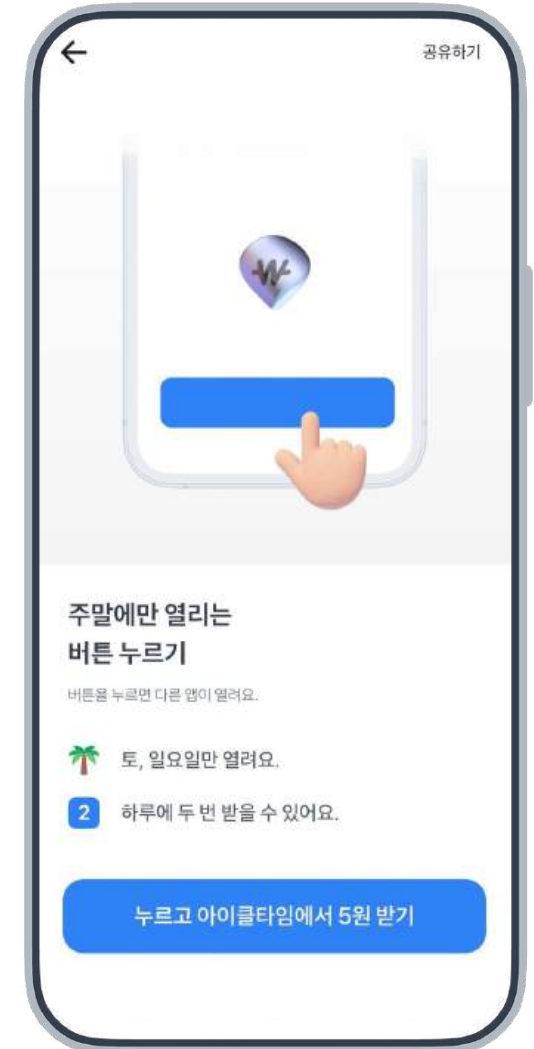 공유하기
₩
주말에만 열리는
버튼 누르기
버튼을 누르면 다른 앱이 열려요.
토, 일요일만 열려요.
2 하루에 두 번 받을 수 있어요.
누르고 아이클타임에서 5원 받기